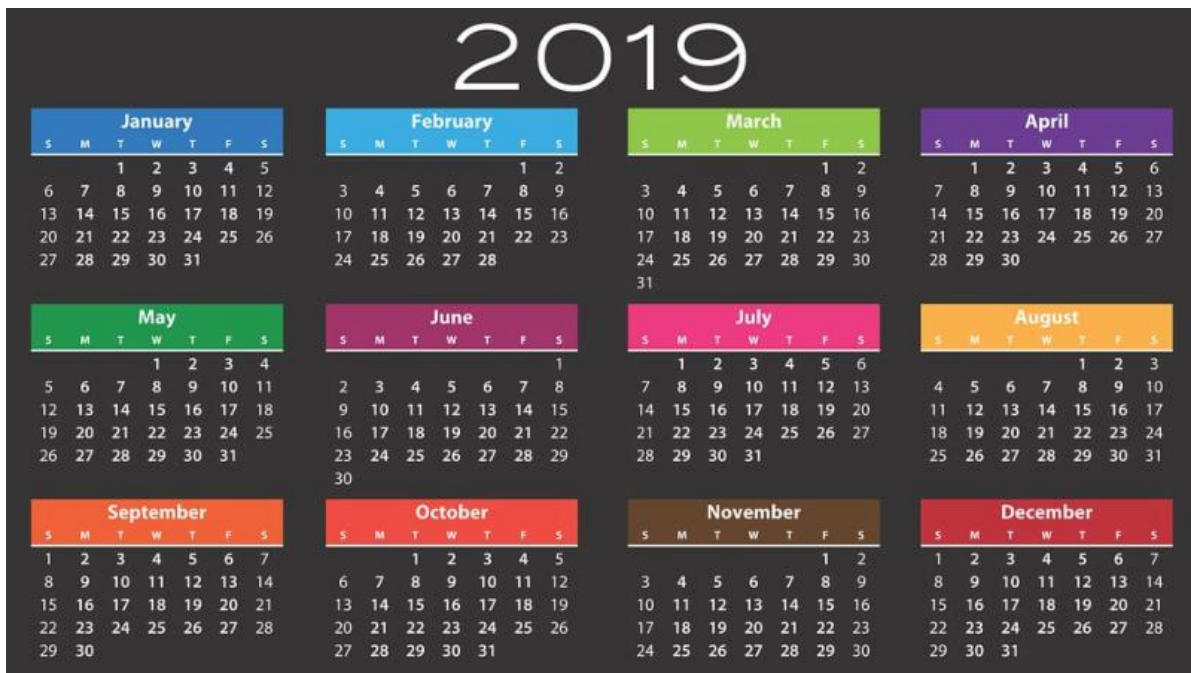 2019
January
S M T W T F S
1 2 3 4 5
6 7 8 9 10 11 12
13 14 15 16 17 18 19
20 21 22 23 24 25 26
27 28 29 30 31
February
S M T W T F S
1 2
3 4 5 6 7 8 9
10 11 12 13 14 15 16
17 18 19 20 21 22 23
24 25 26 27 28
March
S M T W T F S
1 2
3 4 5 6 7 8 9
10 11 12 13 14 15 16
17 18 19 20 21 22 23
24 25 26 27 28 29 30
31
April
S M T W T F S
1 2 3 4 5 6
7 8 9 10 11 12 13
14 15 16 17 18 19 20
21 22 23 24 25 26 27
28 29 30
May
S M T W T F S
1 2 3 4
5 6 7 8 9 10 11
12 13 14 15 16 17 18
19 20 21 22 23 24 25
26 27 28 29 30 31
June
S M T W T F S
1
2 3 4 5 6 7 8
9 10 11 12 13 14 15
16 17 18 19 20 21 22
23 24 25 26 27 28 29
30
July
S M T W T F S
1 2 3 4 5 6
7 8 9 10 11 12 13
14 15 16 17 18 19 20
21 22 23 24 25 26 27
28 29 30 31
August
S M T W T F S
1 2 3
4 5 6 7 8 9 10
11 12 13 14 15 16 17
18 19 20 21 22 23 24
25 26 27 28 29 30 31
September
S M T W T F S
1 2 3 4 5 6 7
8 9 10 11 12 13 14
15 16 17 18 19 20 21
22 23 24 25 26 27 28
29 30
October
S M T W T F S
1 2 3 4 5
6 7 8 9 10 11 12
13 14 15 16 17 18 19
20 21 22 23 24 25 26
27 28 29 30 31
November
S M T W T F S
1 2
3 4 5 6 7 8 9
10 11 12 13 14 15 16
17 18 19 20 21 22 23
24 25 26 27 28 29 30
December
S M T W T F S
1 2 3 4 5 6 7
8 9 10 11 12 13 14
15 16 17 18 19 20 21
22 23 24 25 26 27 28
29 30 31